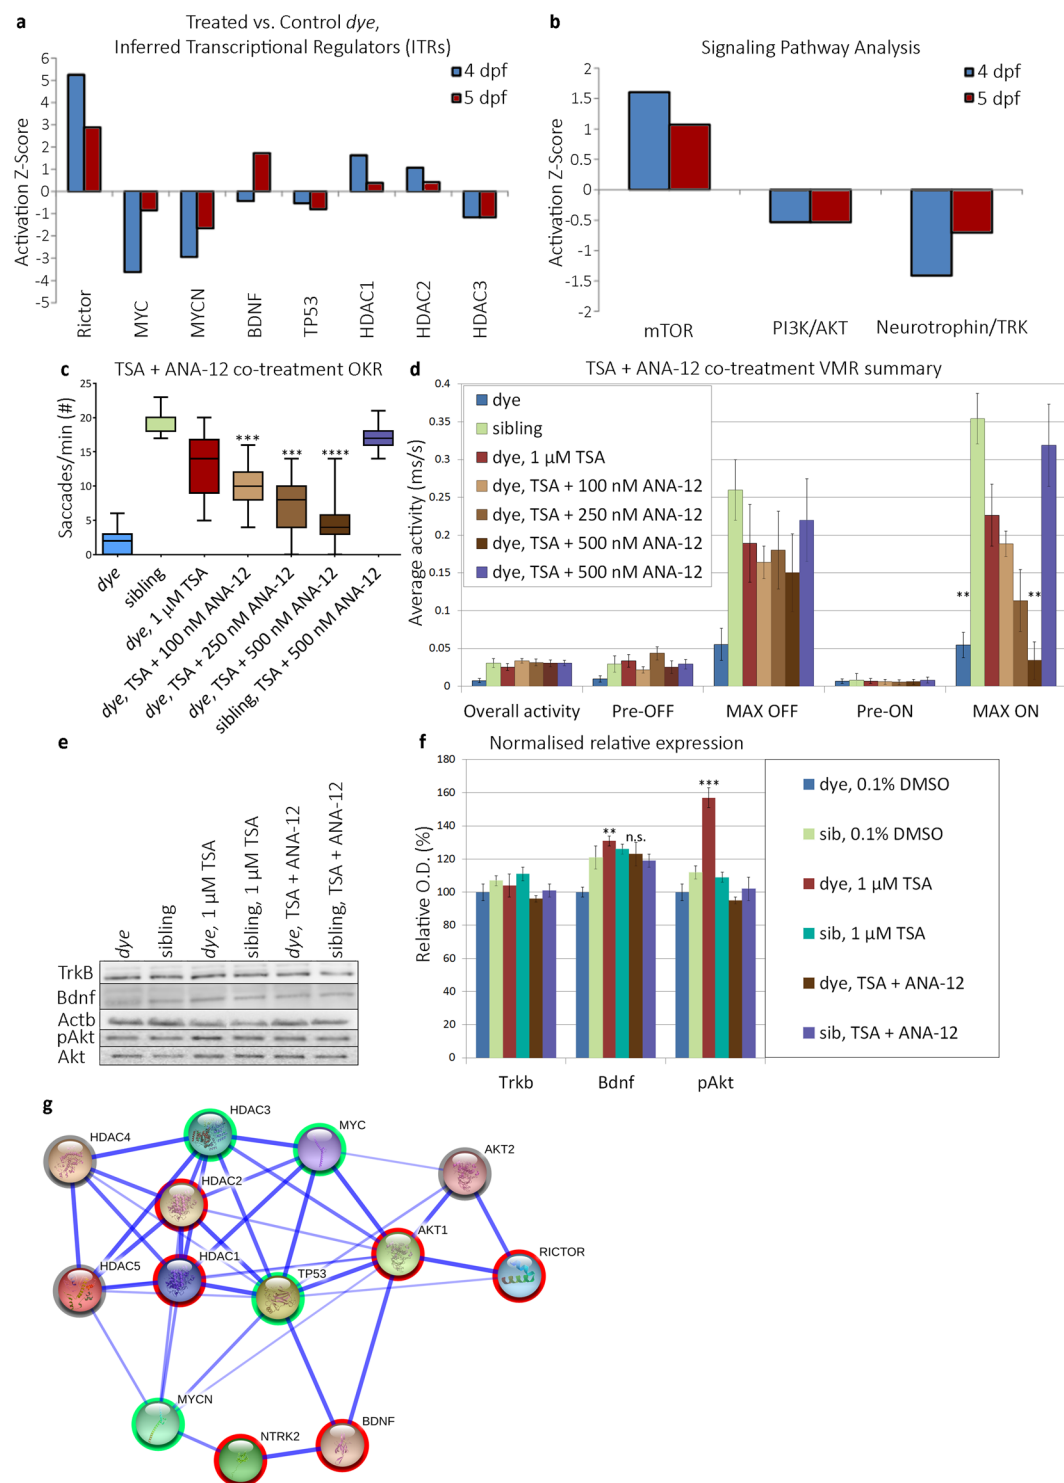 a
Treated vs. Control dye,
Inferred Transcriptional Regulators (ITRs)
4 dpf
5 dpf
Activation Z-Score
6
5
4
3
2
1
0
-1
-2
-3
-4
-5
Rictor
MYC
MYCN
BDNF
TP53
HDAC1
HDAC2
HDAC3
b
Signaling Pathway Analysis
4 dpf
5 dpf
Activation Z-Score
2
1.5
1
0.5
0
-0.5
-1
-1.5
-2
mTOR
PI3K/AKT
Neurotrophin/TRK
c
TSA + ANA-12 co-treatment OKR
Saccades/min (#)
25
20
15
10
5
0
***
***
****
dye
sibling
dye, 1 µM TSA
dye, TSA + 100 nM ANA-12
dye, TSA + 250 nM ANA-12
dye, TSA + 500 nM ANA-12
sibling, TSA + 500 nM ANA-12
d
TSA + ANA-12 co-treatment VMR summary
Average activity (ms/s)
0.4
0.35
0.3
0.25
0.2
0.15
0.1
0.05
0
dye
sibling
dye, 1 µM TSA
dye, TSA + 100 nM ANA-12
dye, TSA + 250 nM ANA-12
dye, TSA + 500 nM ANA-12
dye, TSA + 500 nM ANA-12
**
**
Overall activity
Pre-OFF
MAX OFF
Pre-ON
MAX ON
e
dye
sibling
dye, 1 µM TSA
sibling, 1 µM TSA
dye, TSA + ANA-12
sibling, TSA + ANA-12
TrkB
Bdnf
Actb
pAkt
Akt
f
Normalised relative expression
Relative O.D. (%)
180
160
140
120
100
80
60
40
20
0
**
n.s.
***
Trkb
Bdnf
pAkt
dye, 0.1% DMSO
sib, 0.1% DMSO
dye, 1 µM TSA
sib, 1 µM TSA
dye, TSA + ANA-12
sib, TSA + ANA-12
g
HDAC3
MYC
HDAC4
AKT2
HDAC2
AKT1
RICTOR
HDAC1
HDAC5
TP53
MYCN
BDNF
NTRK2